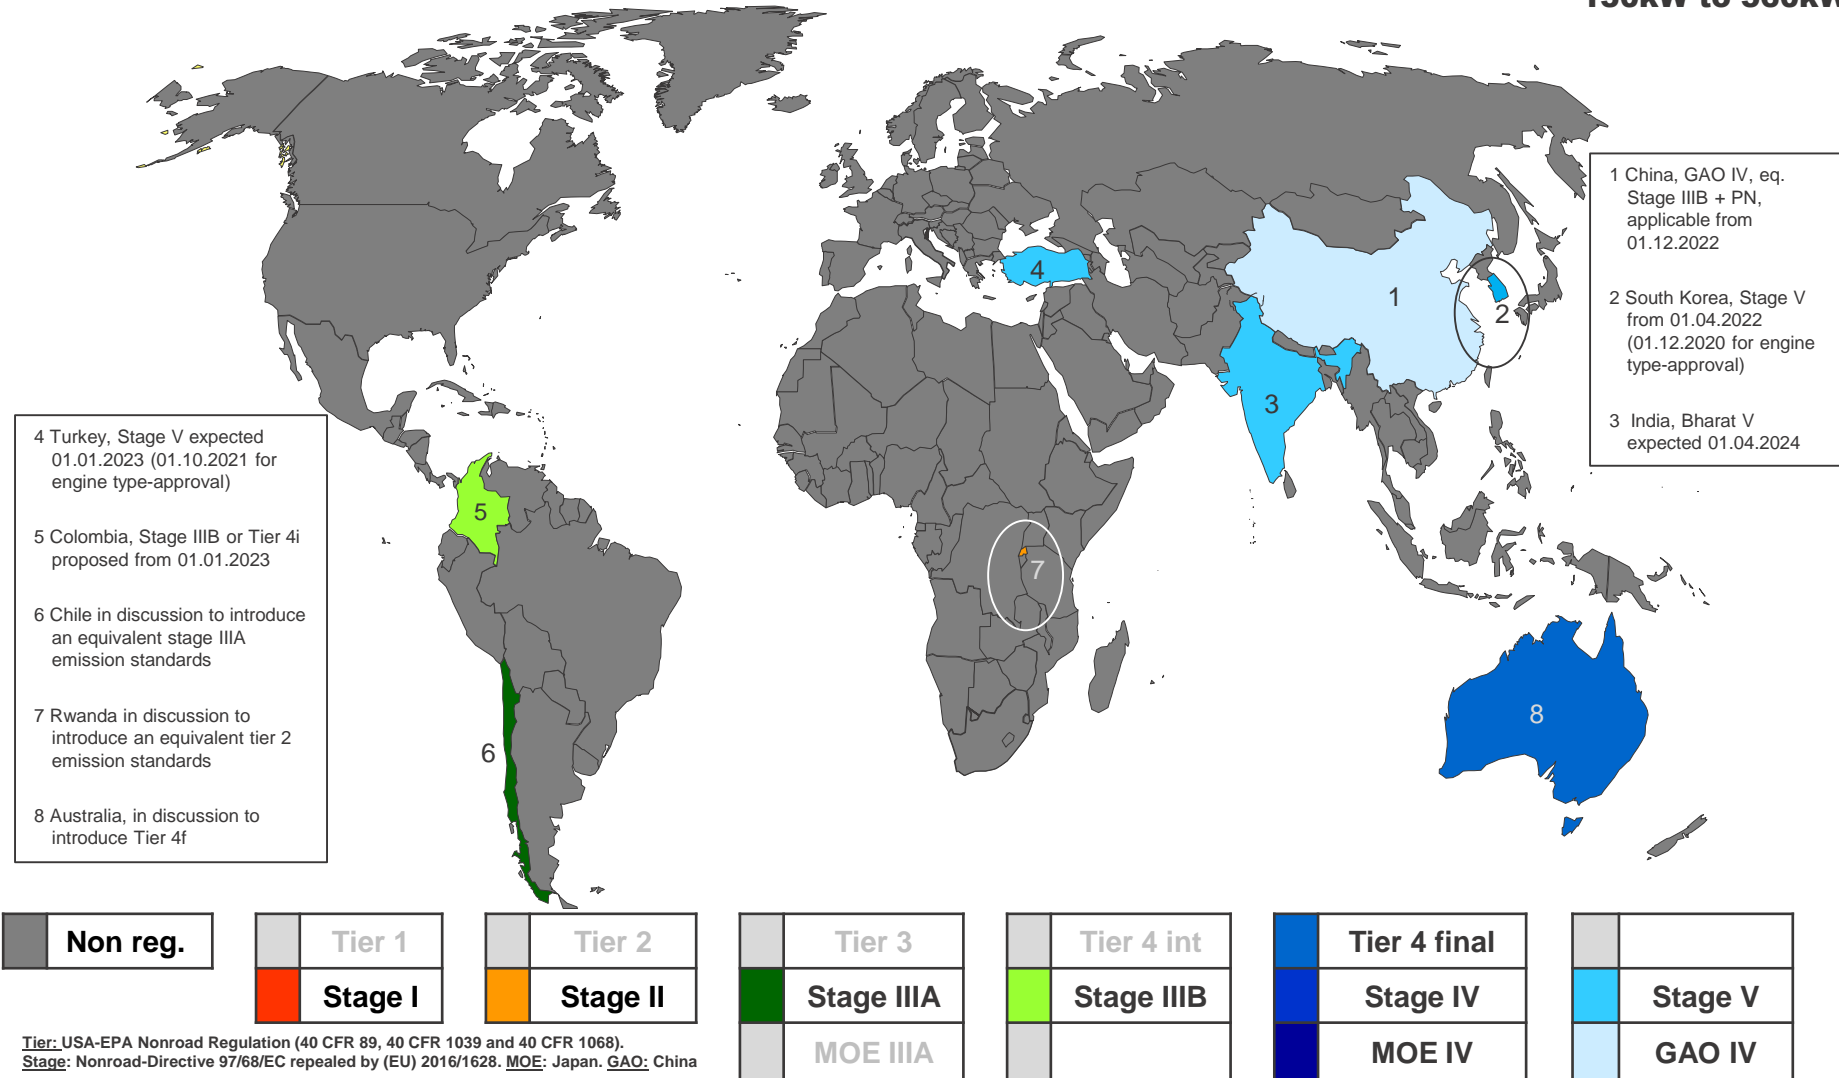 1 China, GAO IV, eq.
Stage IIIB + PN,
applicable from
01.12.2022
2 South Korea, Stage V
from 01.04.2022
(01.12.2020 for engine
type-approval)
3 India, Bharat V
expected 01.04.2024
4 Turkey, Stage V expected
01.01.2023 (01.10.2021 for
engine type-approval)
5 Colombia, Stage IIIB or Tier 4i
proposed from 01.01.2023
6 Chile in discussion to introduce
an equivalent stage IIIA
emission standards
7 Rwanda in discussion to
introduce an equivalent tier 2
emission standards
8 Australia, in discussion to
introduce Tier 4f
1
2
3
4
5
6
7
8
Non reg.
Tier 1
Stage I
Tier 2
Stage II
Tier 3
Stage IIIA
MOE IIIA
Tier 4 int
Stage IIIB
Tier 4 final
Stage IV
MOE IV
Stage V
GAO IV
Tier: USA-EPA Nonroad Regulation (40 CFR 89, 40 CFR 1039 and 40 CFR 1068).
Stage: Nonroad-Directive 97/68/EC repealed by (EU) 2016/1628. MOE: Japan. GAO: China